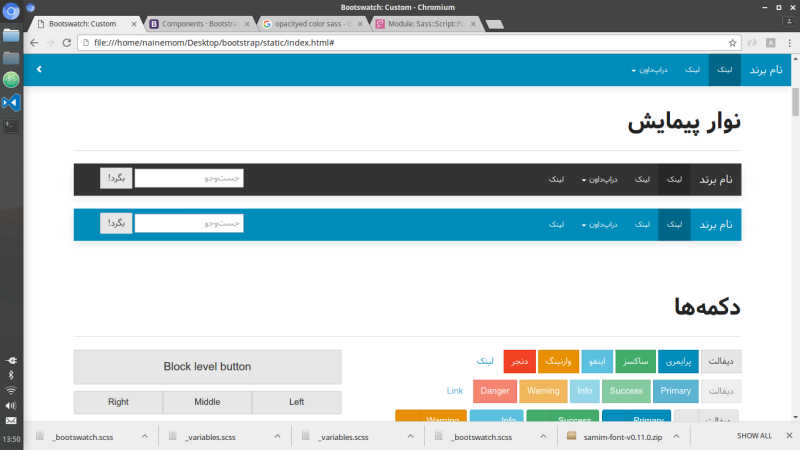 Bootswatch: Custom - Chromium
Bootswatch: Custom
Components · Bootstra
opacityed color sass - G
Module: Sass::Script::Fu
file:///home/nainemom/Desktop/bootstrap/static/index.html#
نام برند لینک لینک دراپ‌داون
نوار پیمایش
نام برند لینک لینک دراپ‌داون لینک جست‌وجو بگرد!
نام برند لینک لینک دراپ‌داون لینک جست‌وجو بگرد!
دکمه‌ها
دیفالت پرایمری ساکسز اینفو وارنینگ دنجر لینک
Block level button
دیفالت Primary Success Info Warning Danger Link
Right Middle Left
دیفالت Primary Success Info Warning
13:50
_bootswatch.scss
_variables.scss
_variables.scss
_bootswatch.scss
samim-font-v0.11.0.zip
SHOW ALL